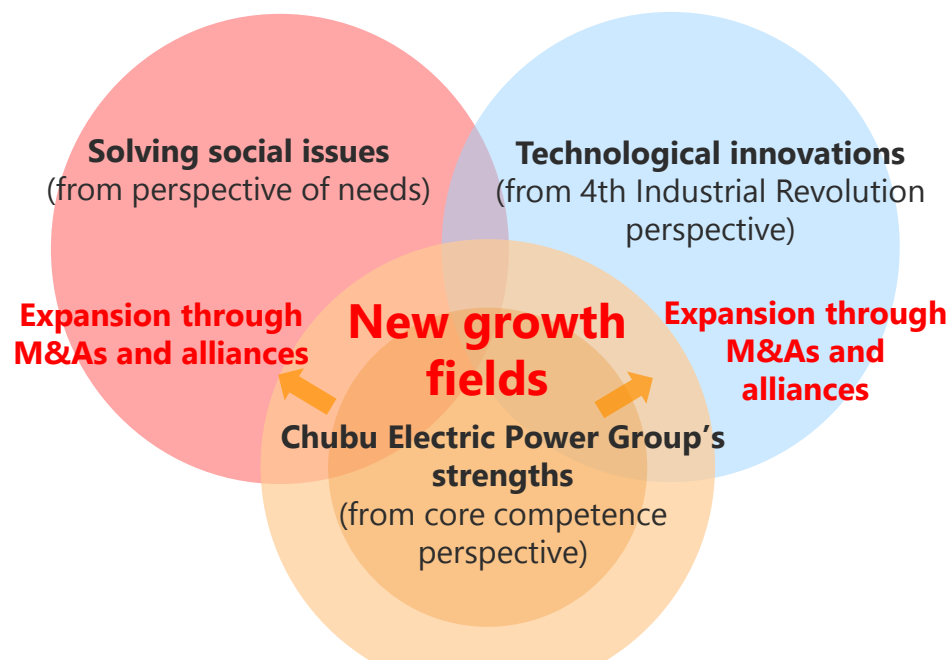 Solving social issues
(from perspective of needs)
Technological innovations
(from 4th Industrial Revolution
perspective)
Expansion through
M&As and alliances
New growth
fields
Expansion through
M&As and
alliances
Chubu Electric Power Group’s
strengths
(from core competence
perspective)